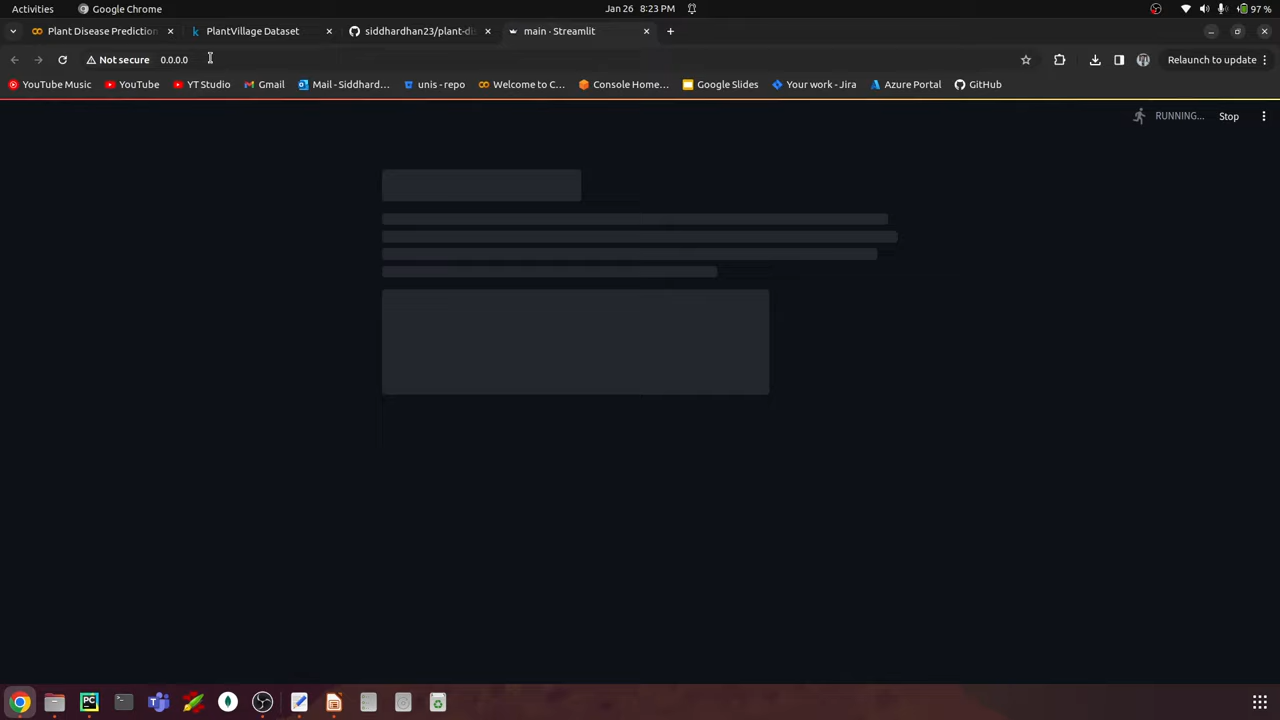 Activities Google Chrome Jan 26 8:23 PM 97 %
Plant Disease Prediction PlantVillage Dataset siddhardhan23/plant-dis main · Streamlit
Not secure 0.0.0.0 Relaunch to update
YouTube Music YouTube YT Studio Gmail Mail - Siddhard... unis - repo Welcome to C... Console Home... Google Slides Your work - Jira Azure Portal GitHub
RUNNING... Stop